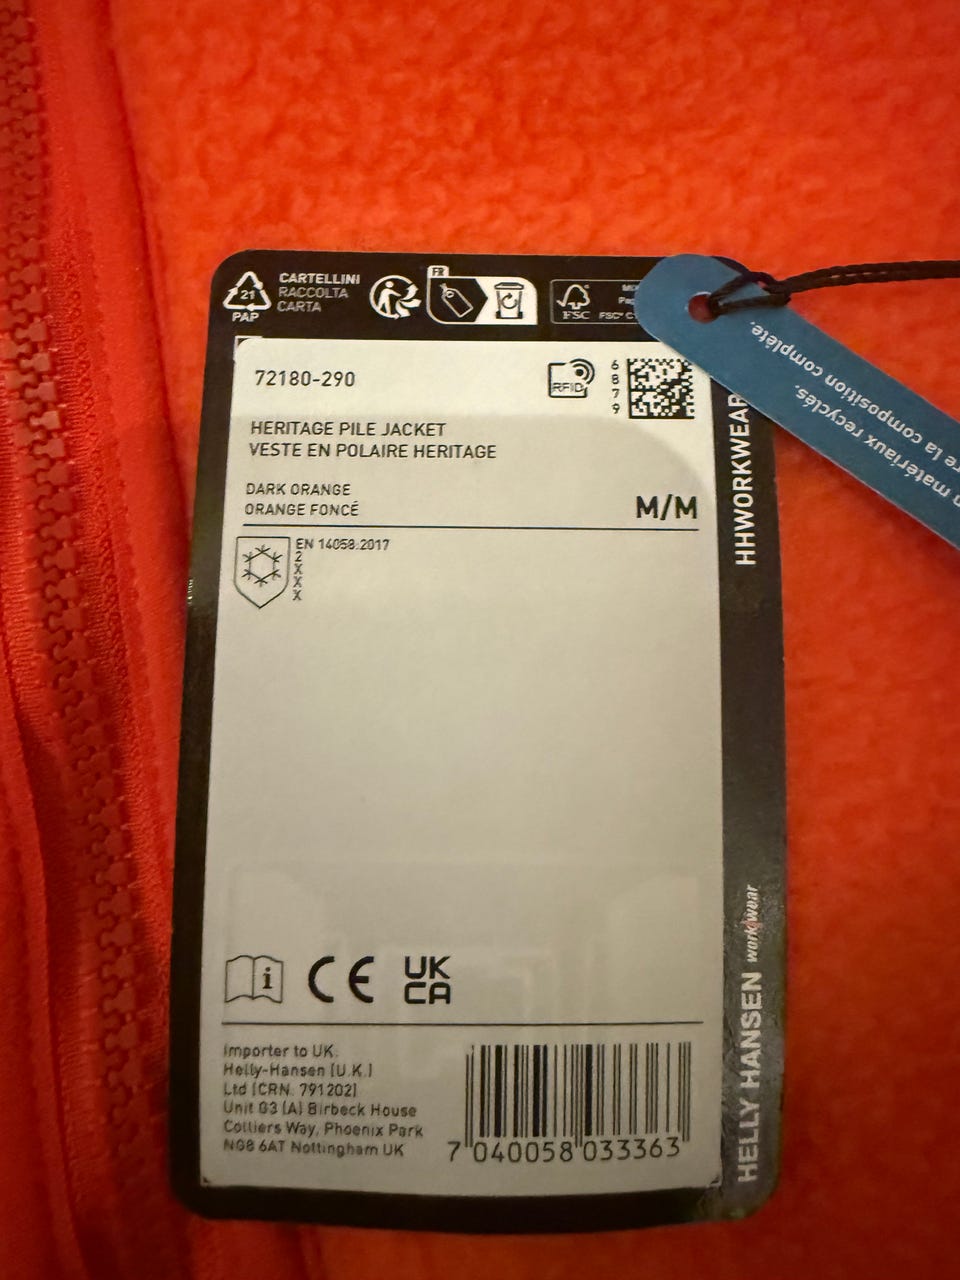 21
PAP
CARTELLINI
RACCOLTA
CARTA
FR
FSC
72180-290
RFID
6
8
7
9
HERITAGE PILE JACKET
VESTE EN POLAIRE HERITAGE
DARK ORANGE
ORANGE FONCÉ
M/M
EN 14058:2017
2
X
X
X
i
CE
UK
CA
Importer to UK:
Helly-Hansen (U.K.)
Ltd (CRN. 791202)
Unit G3 (A) Birbeck House
Colliers Way, Phoenix Park
NG8 6AT Nottingham UK
7 040058 033363
HHWORKWEAR
HELLY HANSEN workwear
matériaux recyclés.
la composition complète.